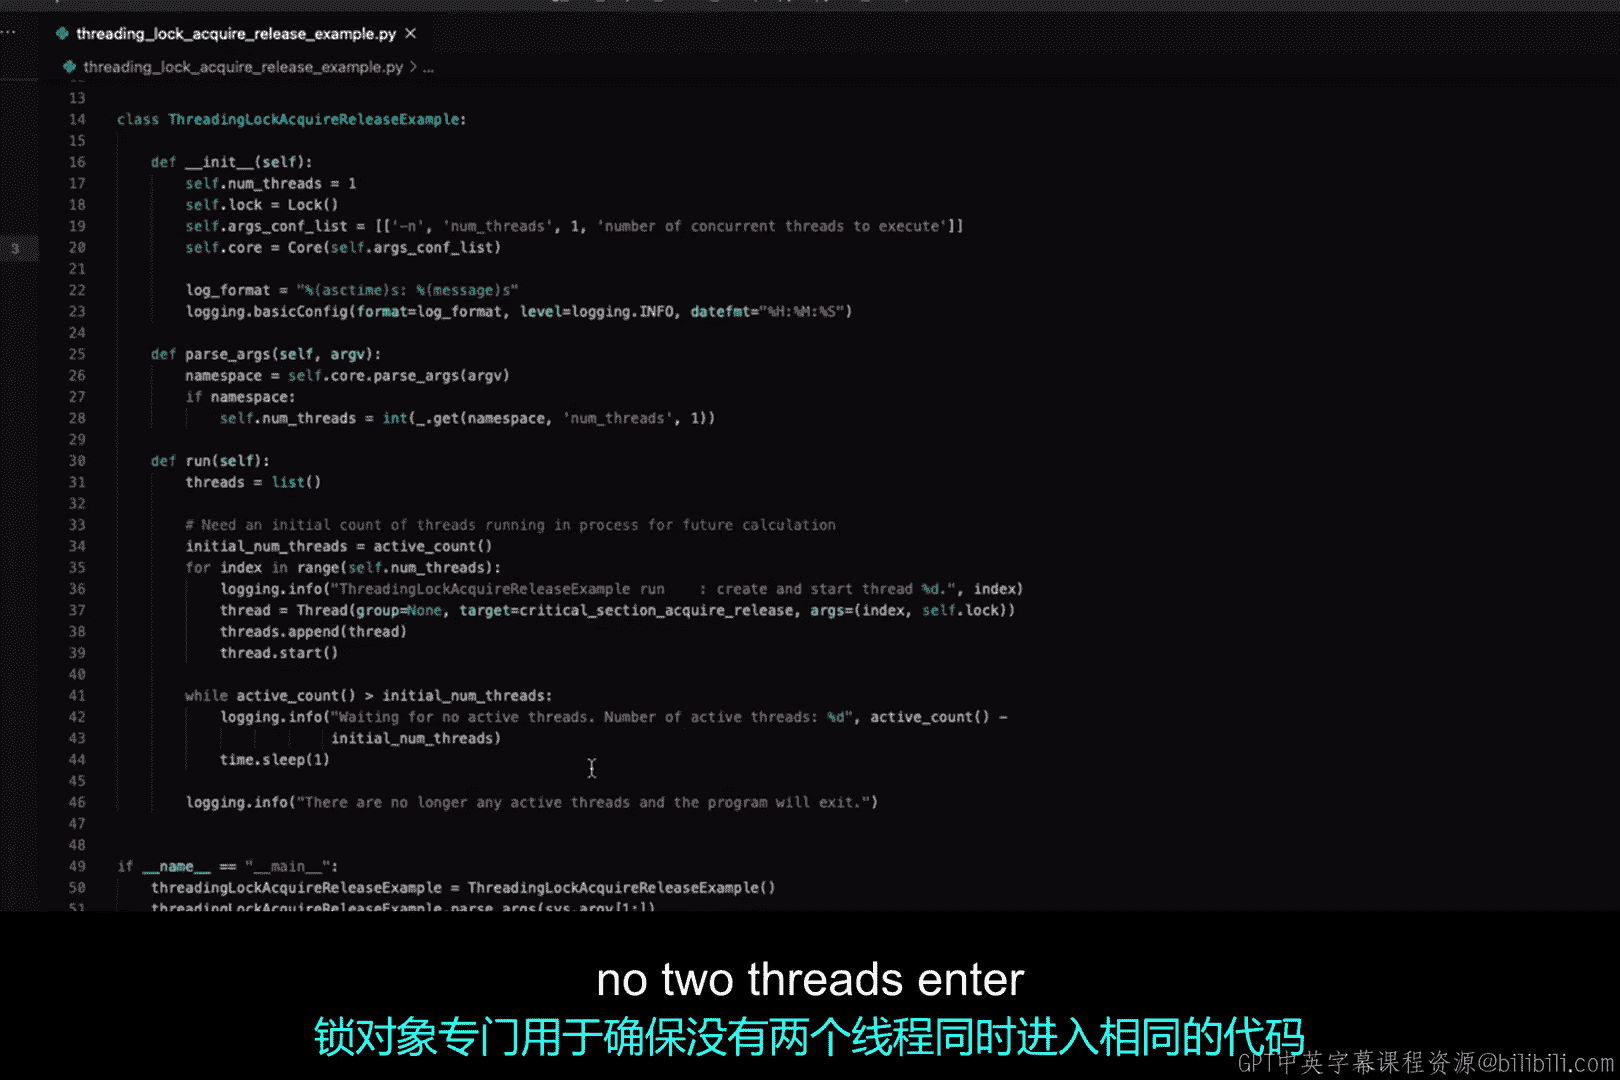 ...
threading_lock_acquire_release_example.py ×
threading_lock_acquire_release_example.py > ...
3
13
14 class ThreadingLockAcquireReleaseExample:
15
16 def __init__(self):
17 self.num_threads = 1
18 self.lock = Lock()
19 self.args_conf_list = [['-n', 'num_threads', 1, 'number of concurrent threads to execute']]
20 self.core = Core(self.args_conf_list)
21
22 log_format = "%(asctime)s: %(message)s"
23 logging.basicConfig(format=log_format, level=logging.INFO, datefmt="%H:%M:%S")
24
25 def parse_args(self, argv):
26 namespace = self.core.parse_args(argv)
27 if namespace:
28 self.num_threads = int(_.get(namespace, 'num_threads', 1))
29
30 def run(self):
31 threads = list()
32
33 # Need an initial count of threads running in process for future calculation
34 initial_num_threads = active_count()
35 for index in range(self.num_threads):
36 logging.info("ThreadingLockAcquireReleaseExample run    : create and start thread %d.", index)
37 thread = Thread(group=None, target=critical_section_acquire_release, args=(index, self.lock))
38 threads.append(thread)
39 thread.start()
40
41 while active_count() > initial_num_threads:
42 logging.info("Waiting for no active threads. Number of active threads: %d", active_count() -
43 initial_num_threads)
44 time.sleep(1)
45
46 logging.info("There are no longer any active threads and the program will exit.")
47
48
49 if __name__ == "__main__":
50 threadingLockAcquireReleaseExample = ThreadingLockAcquireReleaseExample()
51 threadingLockAcquireReleaseExample.parse_args(sys.argv[1:])
no two threads enter
锁对象专门用于确保没有两个线程同时进入相同的代码
GPT中英字幕课程资源@bilibili.com